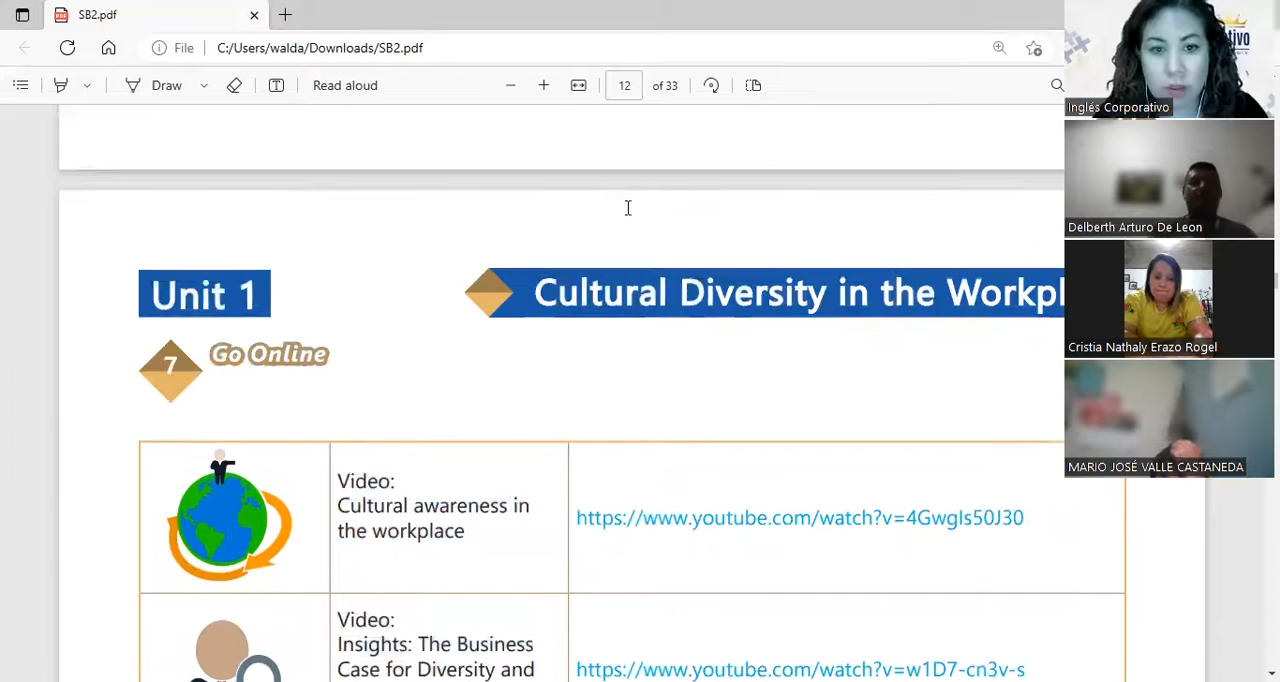 SB2.pdf
File
C:/Users/walda/Downloads/SB2.pdf
Draw
Read aloud
12
of 33
Unit 1
Cultural Diversity in the Workpl
7
Go Online
Video:
Cultural awareness in
the workplace
https://www.youtube.com/watch?v=4GwgIs50J30
Video:
Insights: The Business
Case for Diversity and
https://www.youtube.com/watch?v=w1D7-cn3v-s
Inglés Corporativo
Delberth Arturo De Leon
Cristia Nathaly Erazo Rogel
MARIO JOSÉ VALLE CASTANEDA